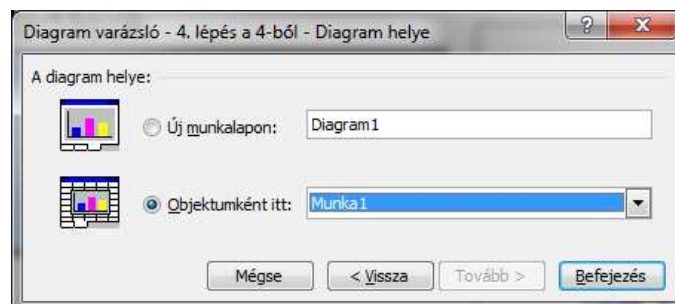 Diagram varázsló - 4. lépés a 4-ből - Diagram helye
?
A diagram helye:
Új munkalapon: Diagram1
Objektumként itt: Munka1
Mégse < Vissza Tovább > Befejezés